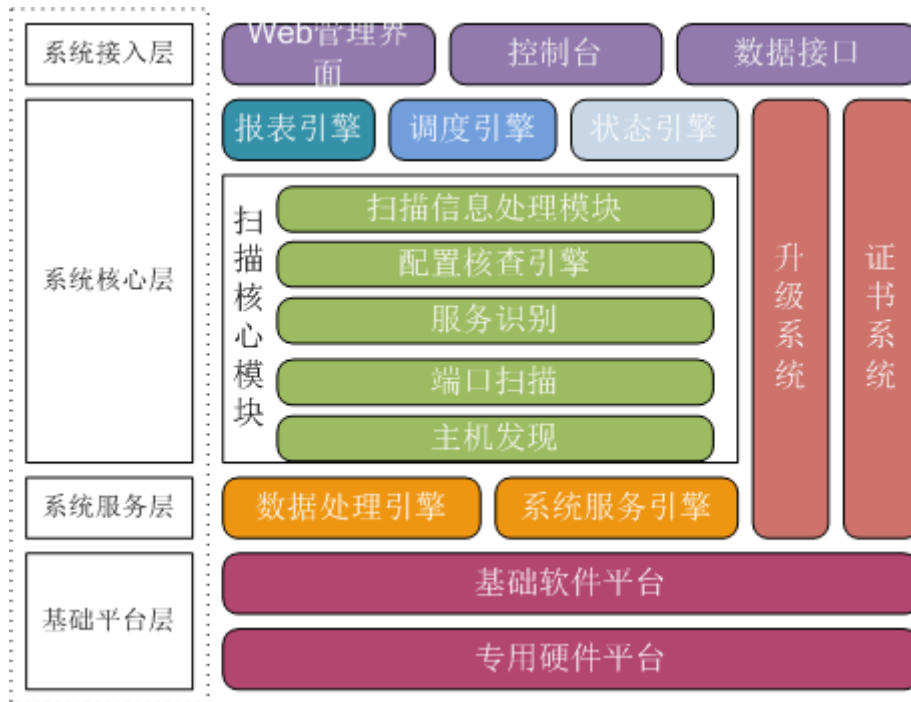 系统接入层
Web管理界
面
控制台
数据接口
系统核心层
报表引擎
调度引擎
状态引擎
扫描核心模块
扫描信息处理模块
配置核查引擎
服务识别
端口扫描
主机发现
升级系统
证书系统
系统服务层
数据处理引擎
系统服务引擎
基础平台层
基础软件平台
专用硬件平台